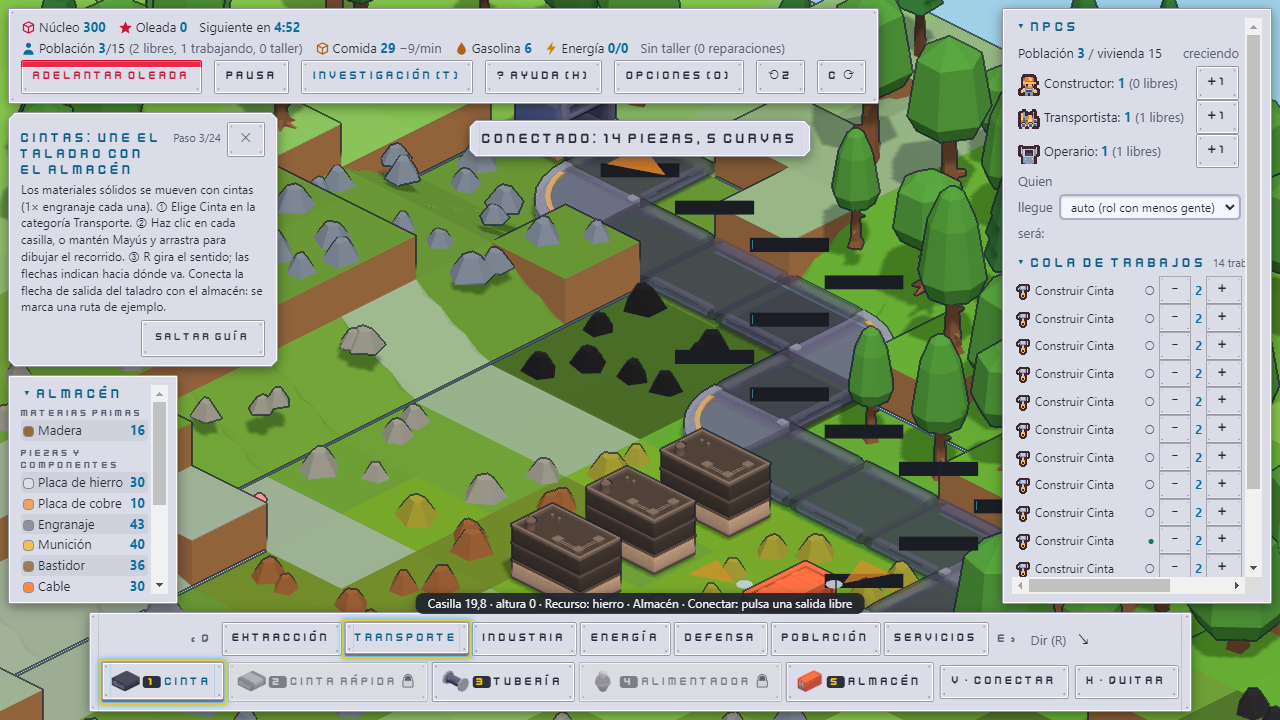 Núcleo 300 Oleada 0 Siguiente en 4:52
Población 3/15 (2 libres, 1 trabajando, 0 taller) Comida 29 −9/min Gasolina 6 Energía 0/0 Sin taller (0 reparaciones)
ADELANTAR OLEADA PAUSA INVESTIGACIÓN (T) ? AYUDA (H) OPCIONES (O) ⟲2 C ⟳
CONECTADO: 14 PIEZAS, 5 CURVAS
CINTAS: UNE EL TALADRO CON EL ALMACÉN
Paso 3/24
×
Los materiales sólidos se mueven con cintas
(1× engranaje cada una). ① Elige Cinta en la
categoría Transporte. ② Haz clic en cada
casilla, o mantén Mayús y arrastra para
dibujar el recorrido. ③ R gira el sentido; las
flechas indican hacia dónde va. Conecta la
flecha de salida del taladro con el almacén: se
marca una ruta de ejemplo.
SALTAR GUÍA
ALMACÉN
MATERIAS PRIMAS
Madera 16
PIEZAS Y
COMPONENTES
Placa de hierro 30
Placa de cobre 10
Engranaje 43
Munición 40
Bastidor 36
Cable 30
NPCS
Población 3 / vivienda 15 creciendo
Constructor: 1 (0 libres) +1
Transportista: 1 (1 libres) +1
Operario: 1 (1 libres) +1
Quien
llegue auto (rol con menos gente)
será:
COLA DE TRABAJOS 14 trab
Construir Cinta − 2 +
Construir Cinta − 2 +
Construir Cinta − 2 +
Construir Cinta − 2 +
Construir Cinta − 2 +
Construir Cinta − 2 +
Construir Cinta − 2 +
Construir Cinta − 2 +
Construir Cinta − 2 +
Construir Cinta − 2 +
Construir Cinta − 2 +
Casilla 19,8 · altura 0 · Recurso: hierro · Almacén · Conectar: pulsa una salida libre
‹ Q EXTRACCIÓN TRANSPORTE INDUSTRIA ENERGÍA DEFENSA POBLACIÓN SERVICIOS E › Dir (R) ↘
1 CINTA 2 CINTA RÁPIDA 3 TUBERÍA 4 ALIMENTADOR 5 ALMACÉN V · CONECTAR X · QUITAR